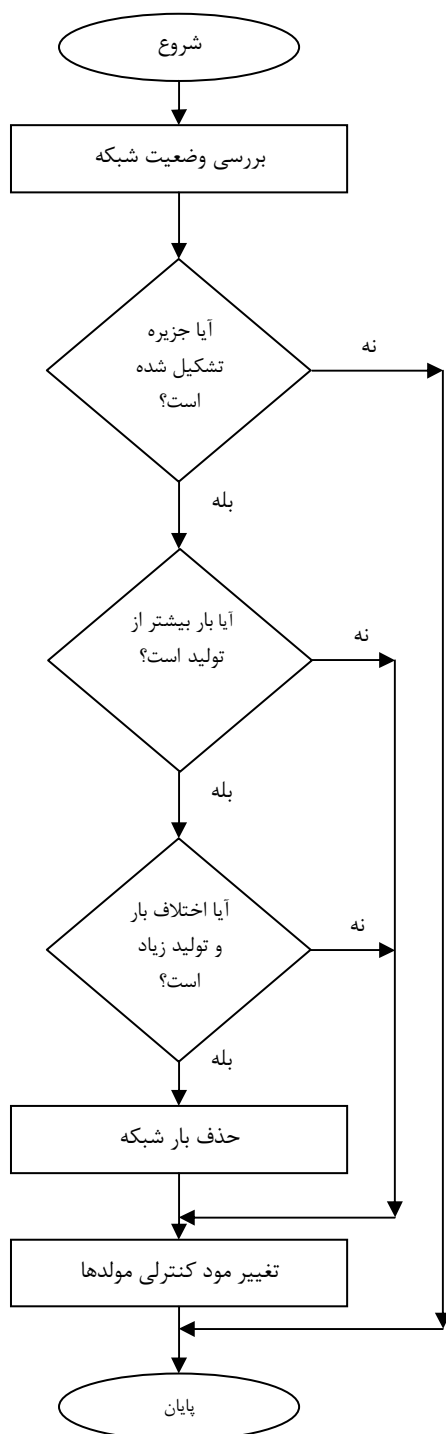 شروع
بررسی وضعیت شبکه
آیا جزیره
تشکیل شده
است؟
نه
بله
آیا بار بیشتر از
تولید است؟
نه
بله
آیا اختلاف بار
و تولید زیاد
است؟
نه
بله
حذف بار شبکه
تغییر مود کنترلی مولدها
پایان